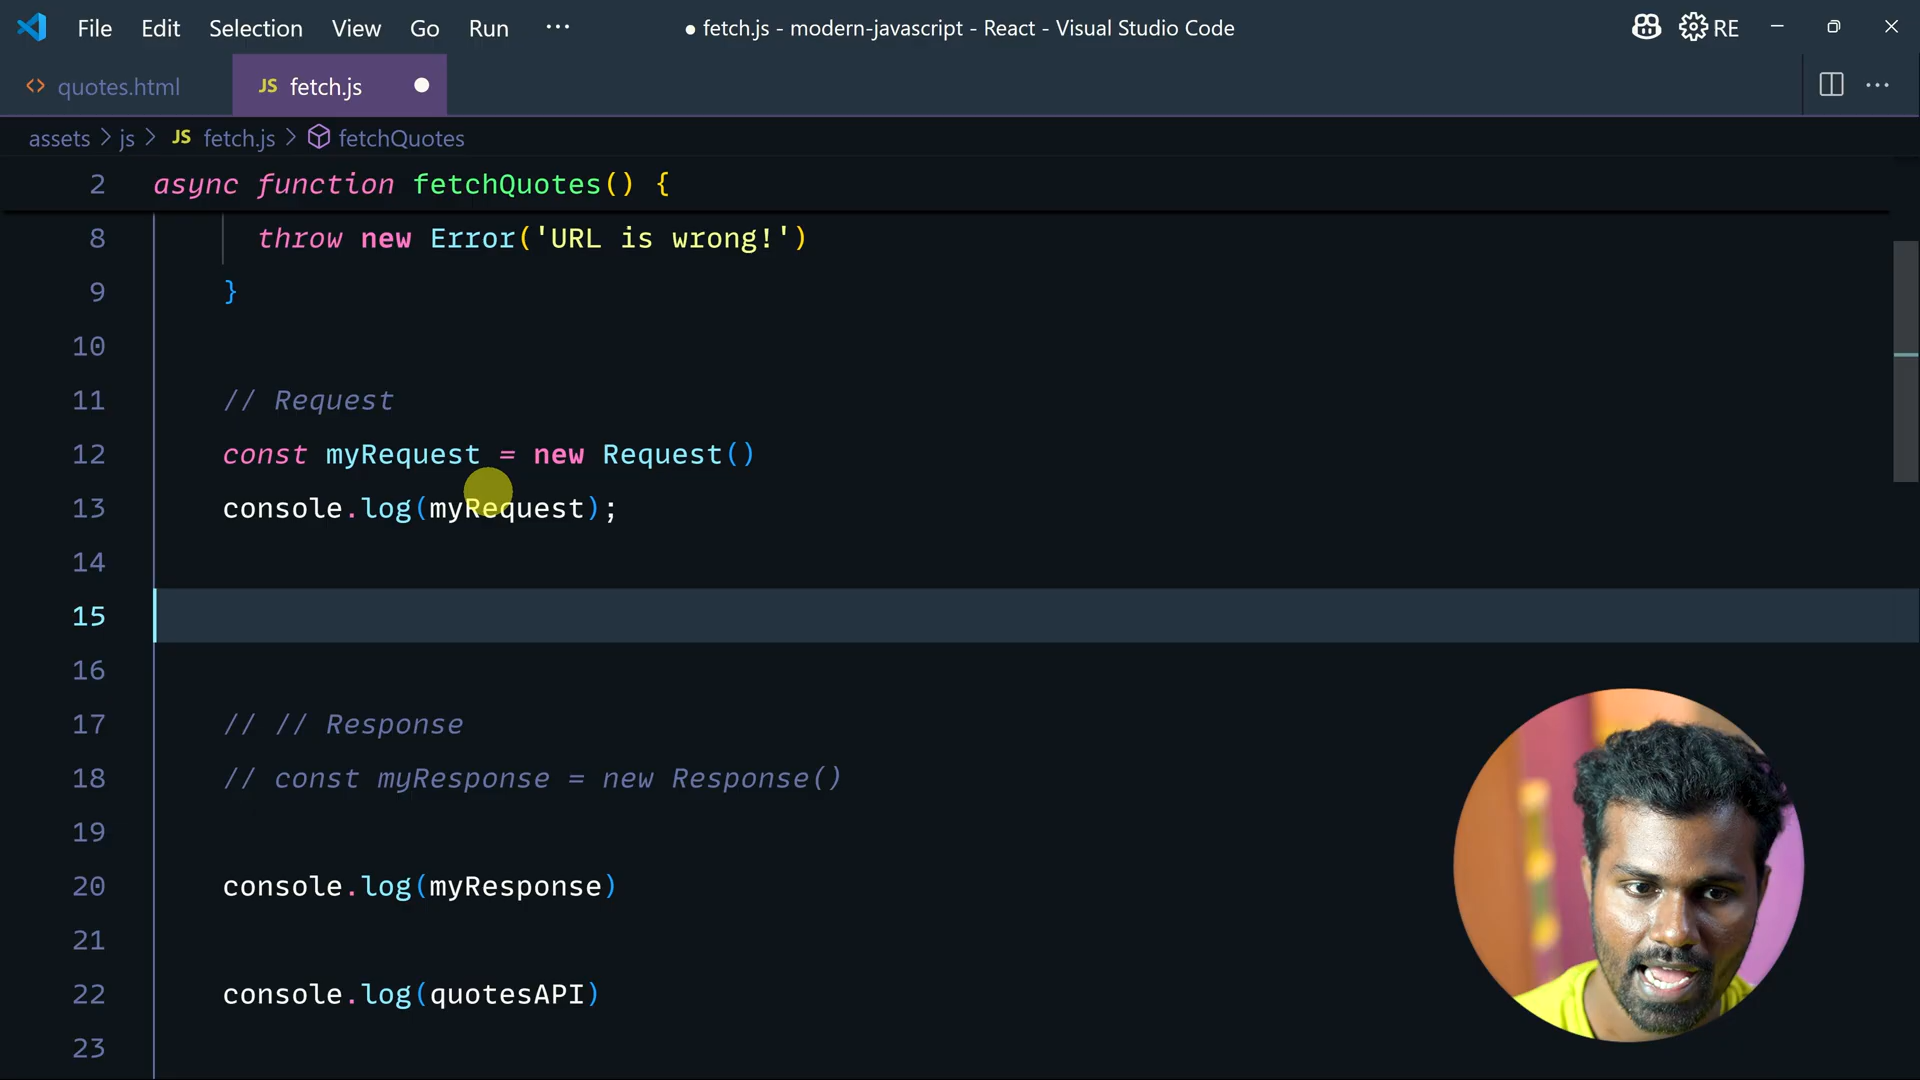 File Edit Selection View Go Run ··· ● fetch.js - modern-javascript - React - Visual Studio Code RE
quotes.html JS fetch.js
assets > js > JS fetch.js > fetchQuotes
2 async function fetchQuotes() {
8 throw new Error('URL is wrong!')
9 }
10
11 // Request
12 const myRequest = new Request()
13 console.log(myRequest);
14
15
16
17 // // Response
18 // const myResponse = new Response()
19
20 console.log(myResponse)
21
22 console.log(quotesAPI)
23